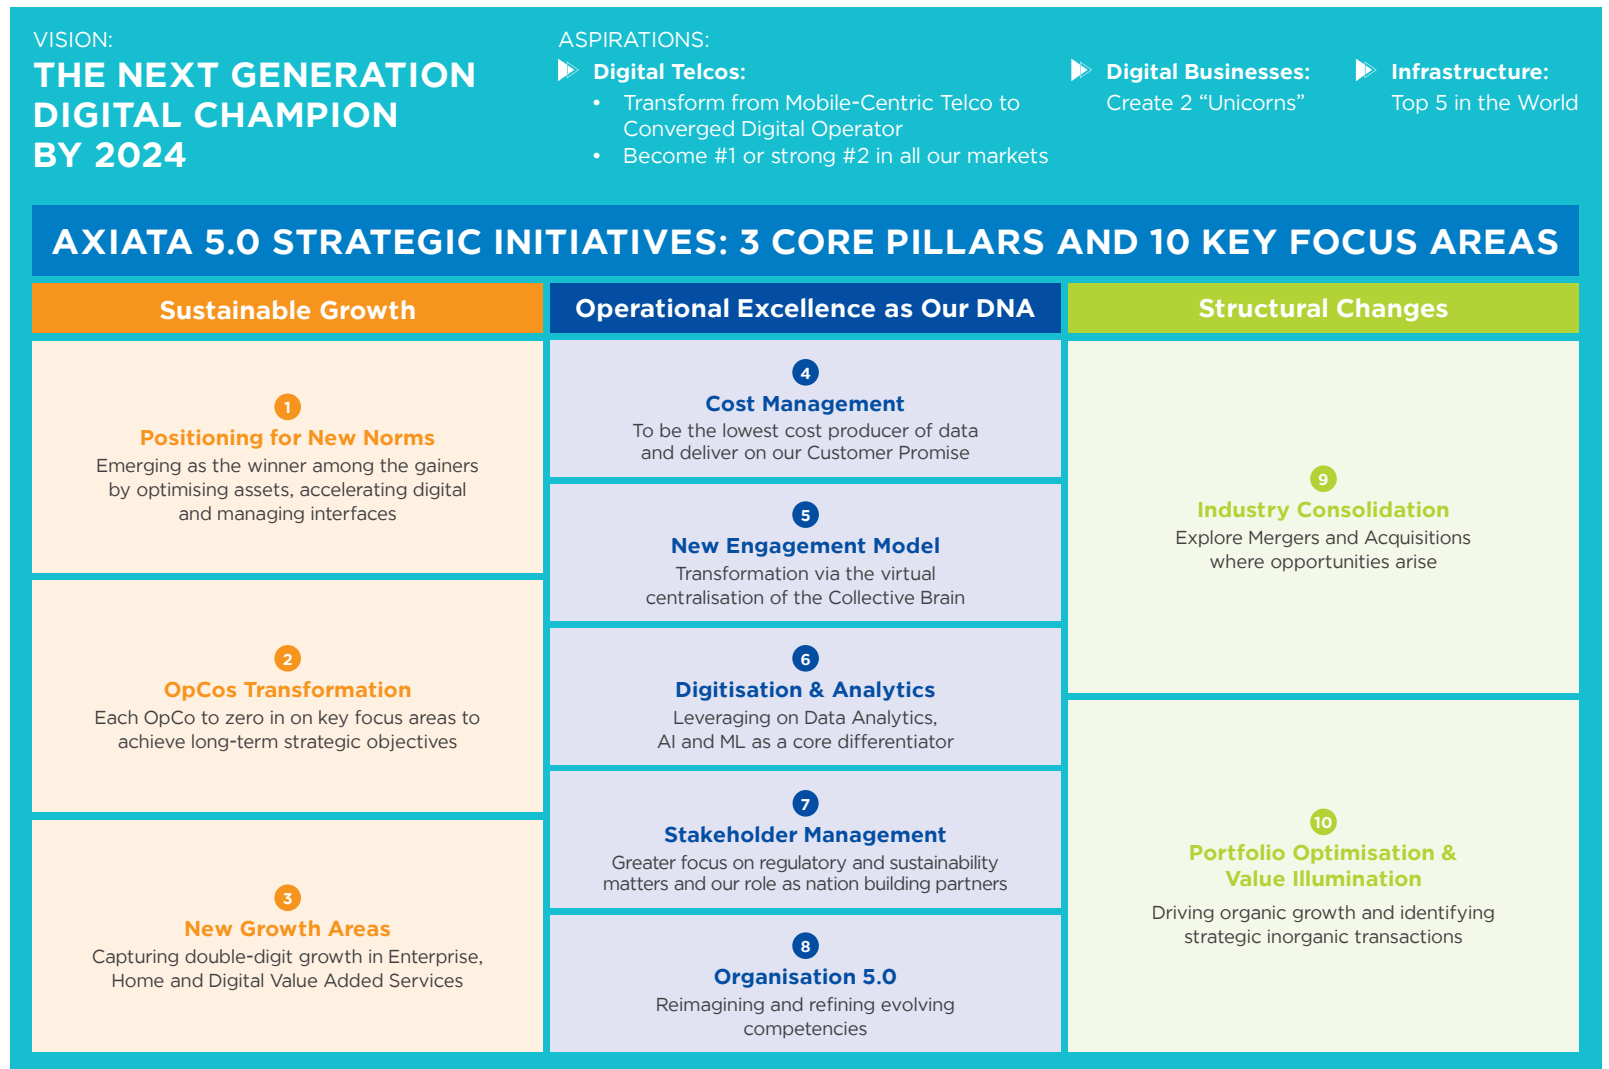 VISION:
THE NEXT GENERATION
DIGITAL CHAMPION
BY 2024
ASPIRATIONS:
Digital Telcos:
• Transform from Mobile-Centric Telco to
Converged Digital Operator
• Become #1 or strong #2 in all our markets
Digital Businesses:
Create 2 “Unicorns”
Infrastructure:
Top 5 in the World
AXIATA 5.0 STRATEGIC INITIATIVES: 3 CORE PILLARS AND 10 KEY FOCUS AREAS
Sustainable Growth
1
Positioning for New Norms
Emerging as the winner among the gainers
by optimising assets, accelerating digital
and managing interfaces
2
OpCos Transformation
Each OpCo to zero in on key focus areas to
achieve long-term strategic objectives
3
New Growth Areas
Capturing double-digit growth in Enterprise,
Home and Digital Value Added Services
Operational Excellence as Our DNA
4
Cost Management
To be the lowest cost producer of data
and deliver on our Customer Promise
5
New Engagement Model
Transformation via the virtual
centralisation of the Collective Brain
6
Digitisation & Analytics
Leveraging on Data Analytics,
AI and ML as a core differentiator
7
Stakeholder Management
Greater focus on regulatory and sustainability
matters and our role as nation building partners
8
Organisation 5.0
Reimagining and refining evolving
competencies
Structural Changes
9
Industry Consolidation
Explore Mergers and Acquisitions
where opportunities arise
10
Portfolio Optimisation &
Value Illumination
Driving organic growth and identifying
strategic inorganic transactions